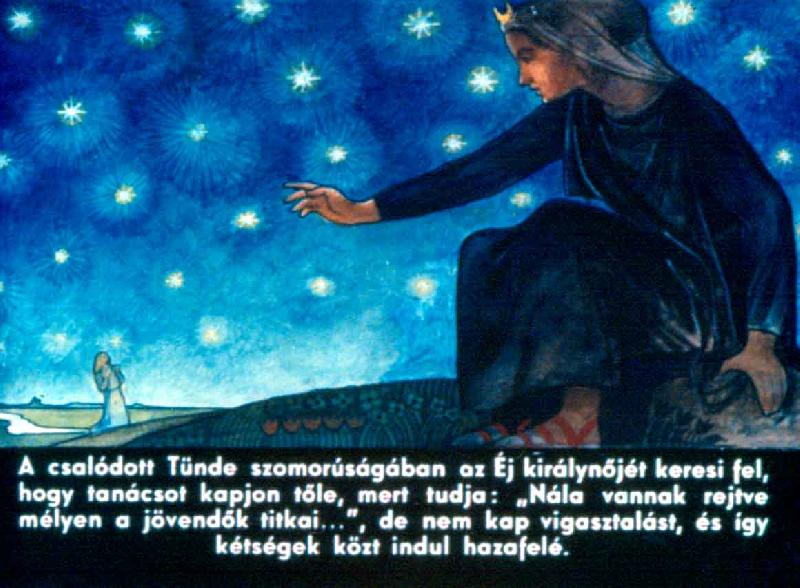 A csalódott Tünde szomorúságában az Éj királynőjét keresi fel,
hogy tanácsot kapjon tőle, mert tudja: „Nála vannak rejtve
mélyen a jövendők titkai...”, de nem kap vigasztalást, és így
kétségek közt indul hazafelé.